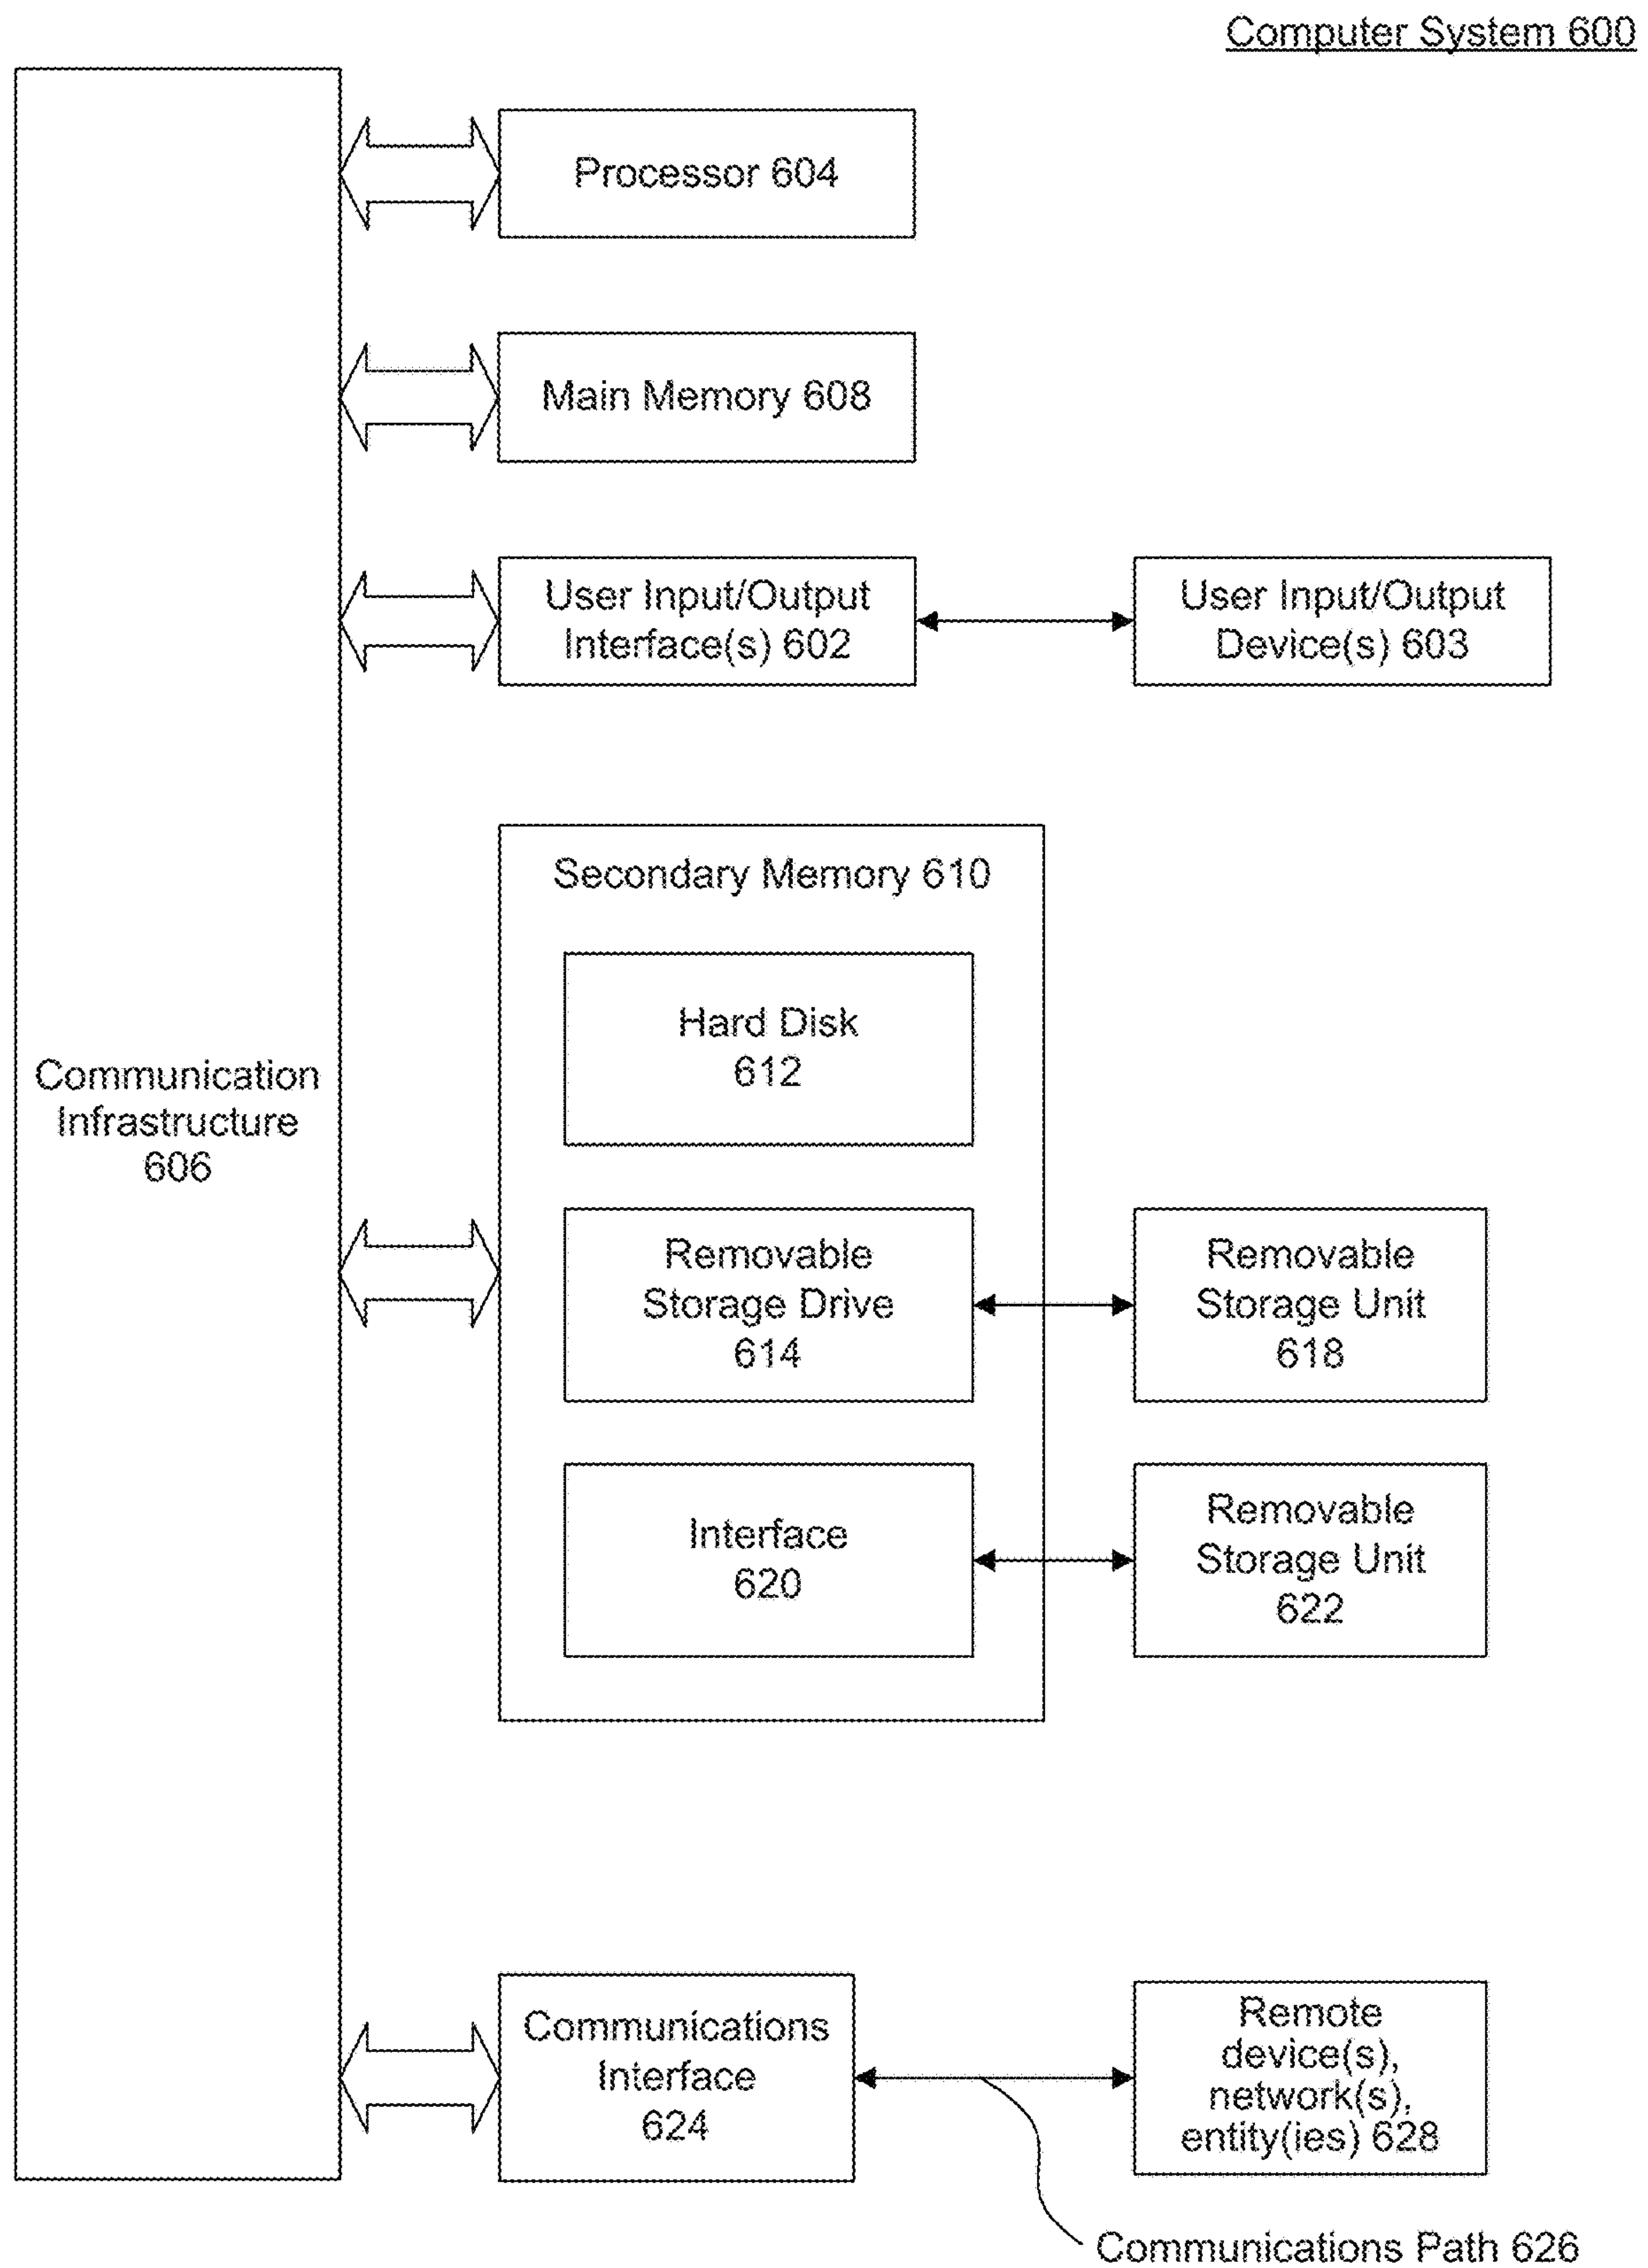 Computer System 600
Processor 604
Main Memory 608
User Input/Output
Interface(s) 602
User Input/Output
Device(s) 603
Secondary Memory 610
Hard Disk
612
Communication
Infrastructure
606
Removable
Storage Drive
614
Removable
Storage Unit
618
Interface
620
Removable
Storage Unit
622
Communications
Interface
624
Remote
device(s),
network(s),
entity(ies) 628
Communications Path 626